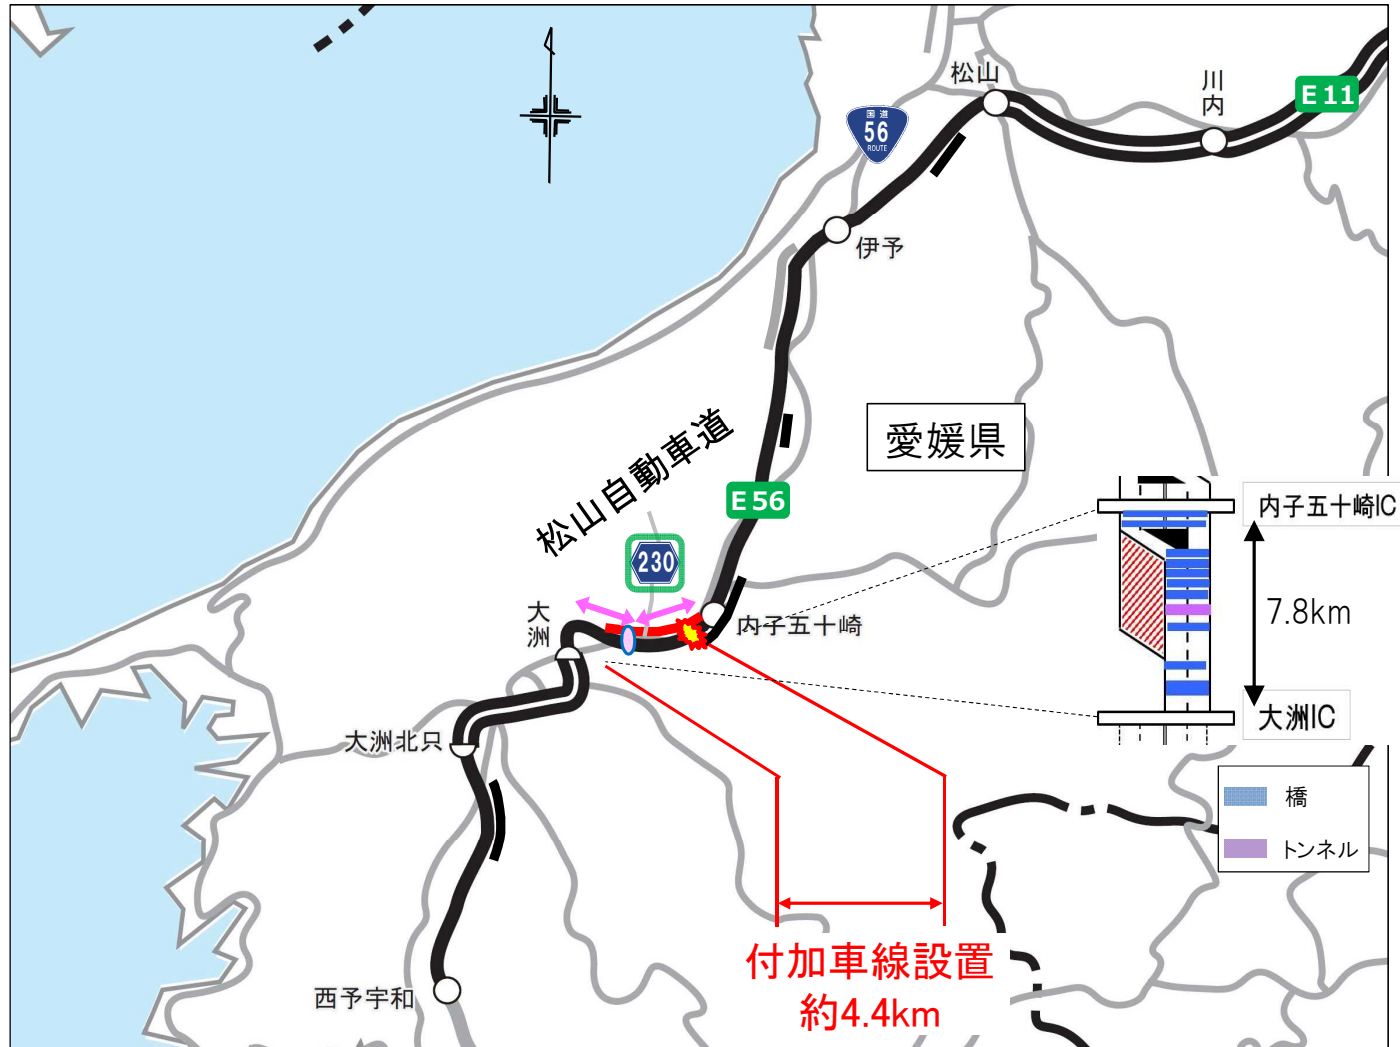 松山
川内
E11
国道
56
ROUTE
伊予
愛媛県
松山自動車道
E56
230
内子五十崎IC
7.8km
大洲
内子五十崎
大洲IC
大洲北只
橋
トンネル
付加車線設置
約4.4km
西予宇和